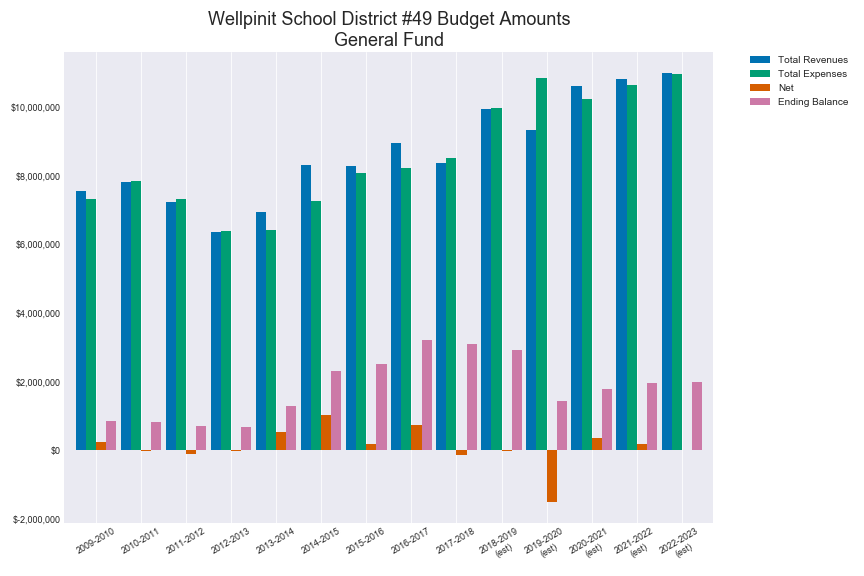 Wellpinit School District #49 Budget Amounts
General Fund
Total Revenues
Total Expenses
Net
Ending Balance
$10,000,000
$8,000,000
$6,000,000
$4,000,000
$2,000,000
$0
$-2,000,000
2009-2010
2010-2011
2011-2012
2012-2013
2013-2014
2014-2015
2015-2016
2016-2017
2017-2018
2018-2019
(est)
2019-2020
(est)
2020-2021
(est)
2021-2022
(est)
2022-2023
(est)